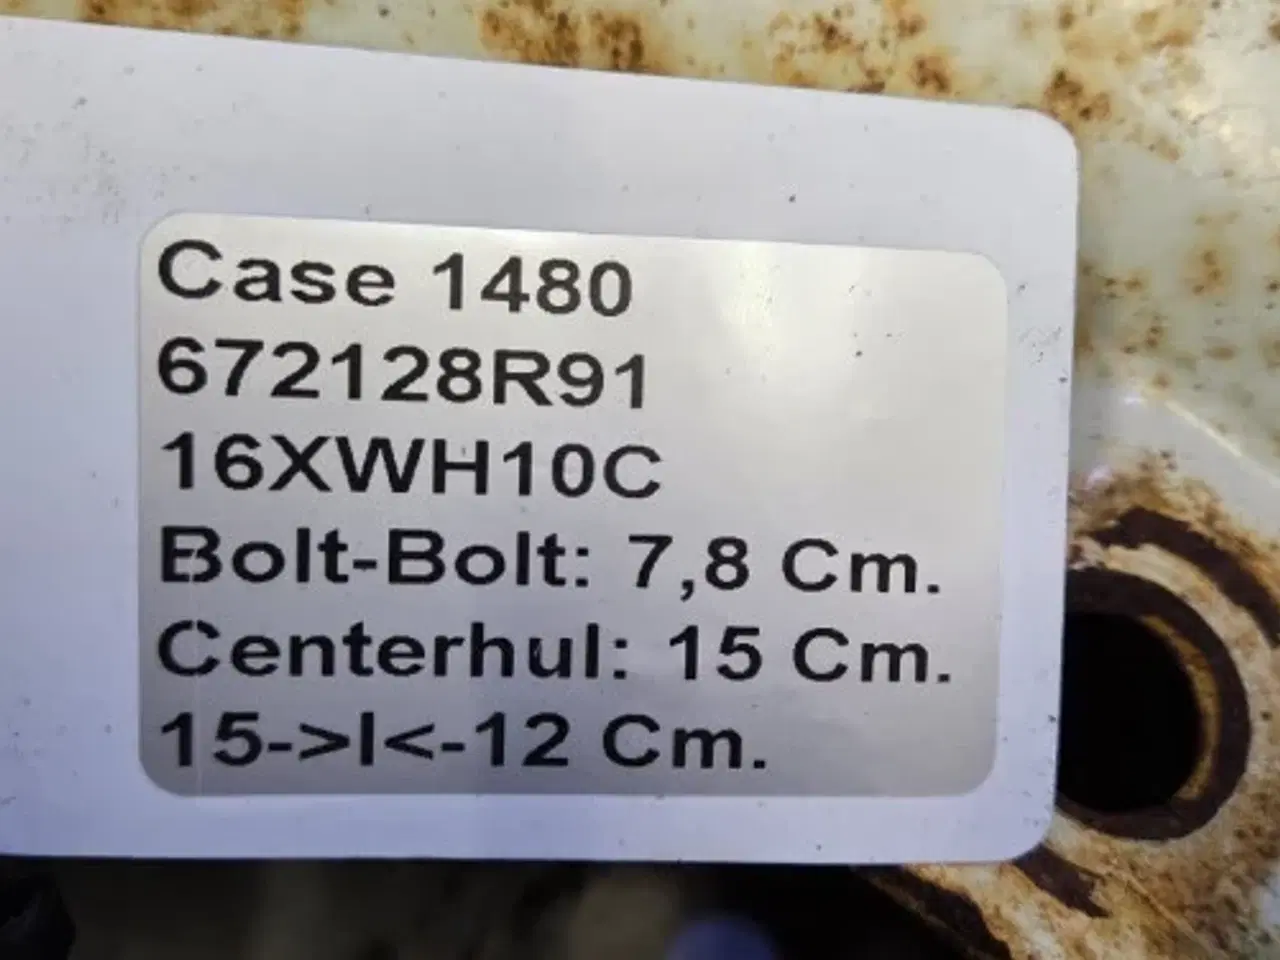 Case 1480
672128R91
16XWH10C
Bolt-Bolt: 7,8 Cm.
Centerhul: 15 Cm.
15->I<-12 Cm.